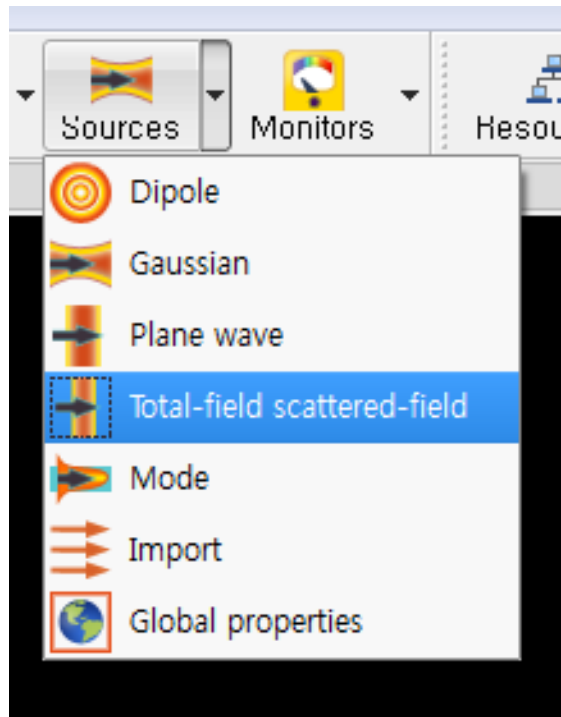 Sources
Monitors
Resou
Dipole
Gaussian
Plane wave
Total-field scattered-field
Mode
Import
Global properties